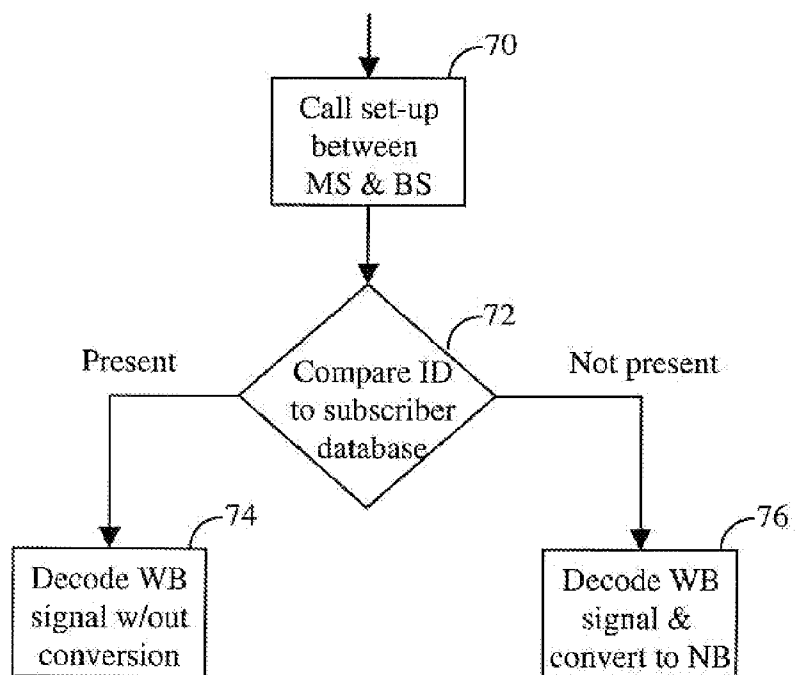 70
Call set-up
between
MS & BS
72
Present
Not present
Compare ID
to subscriber
database
74
76
Decode WB
signal w/out
conversion
Decode WB
signal &
convert to NB